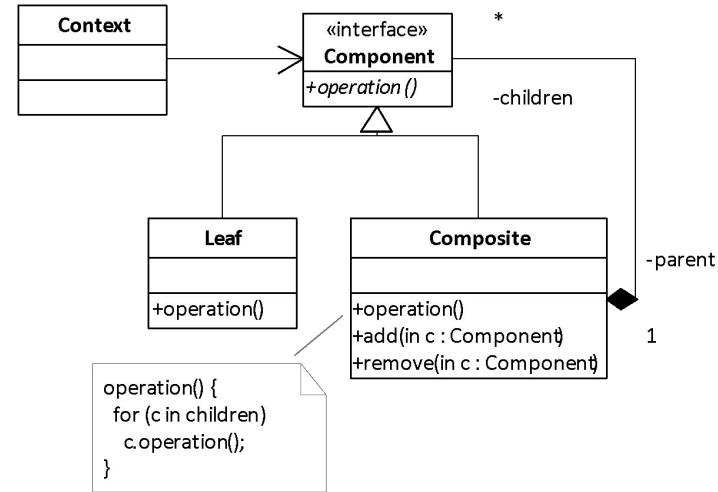 Context
«interface»
Component
+operation()
*
-children
Leaf
+operation()
Composite
+operation()
+add(in c : Component)
+remove(in c : Component)
-parent
1
operation() {
for (c in children)
c.operation();
}